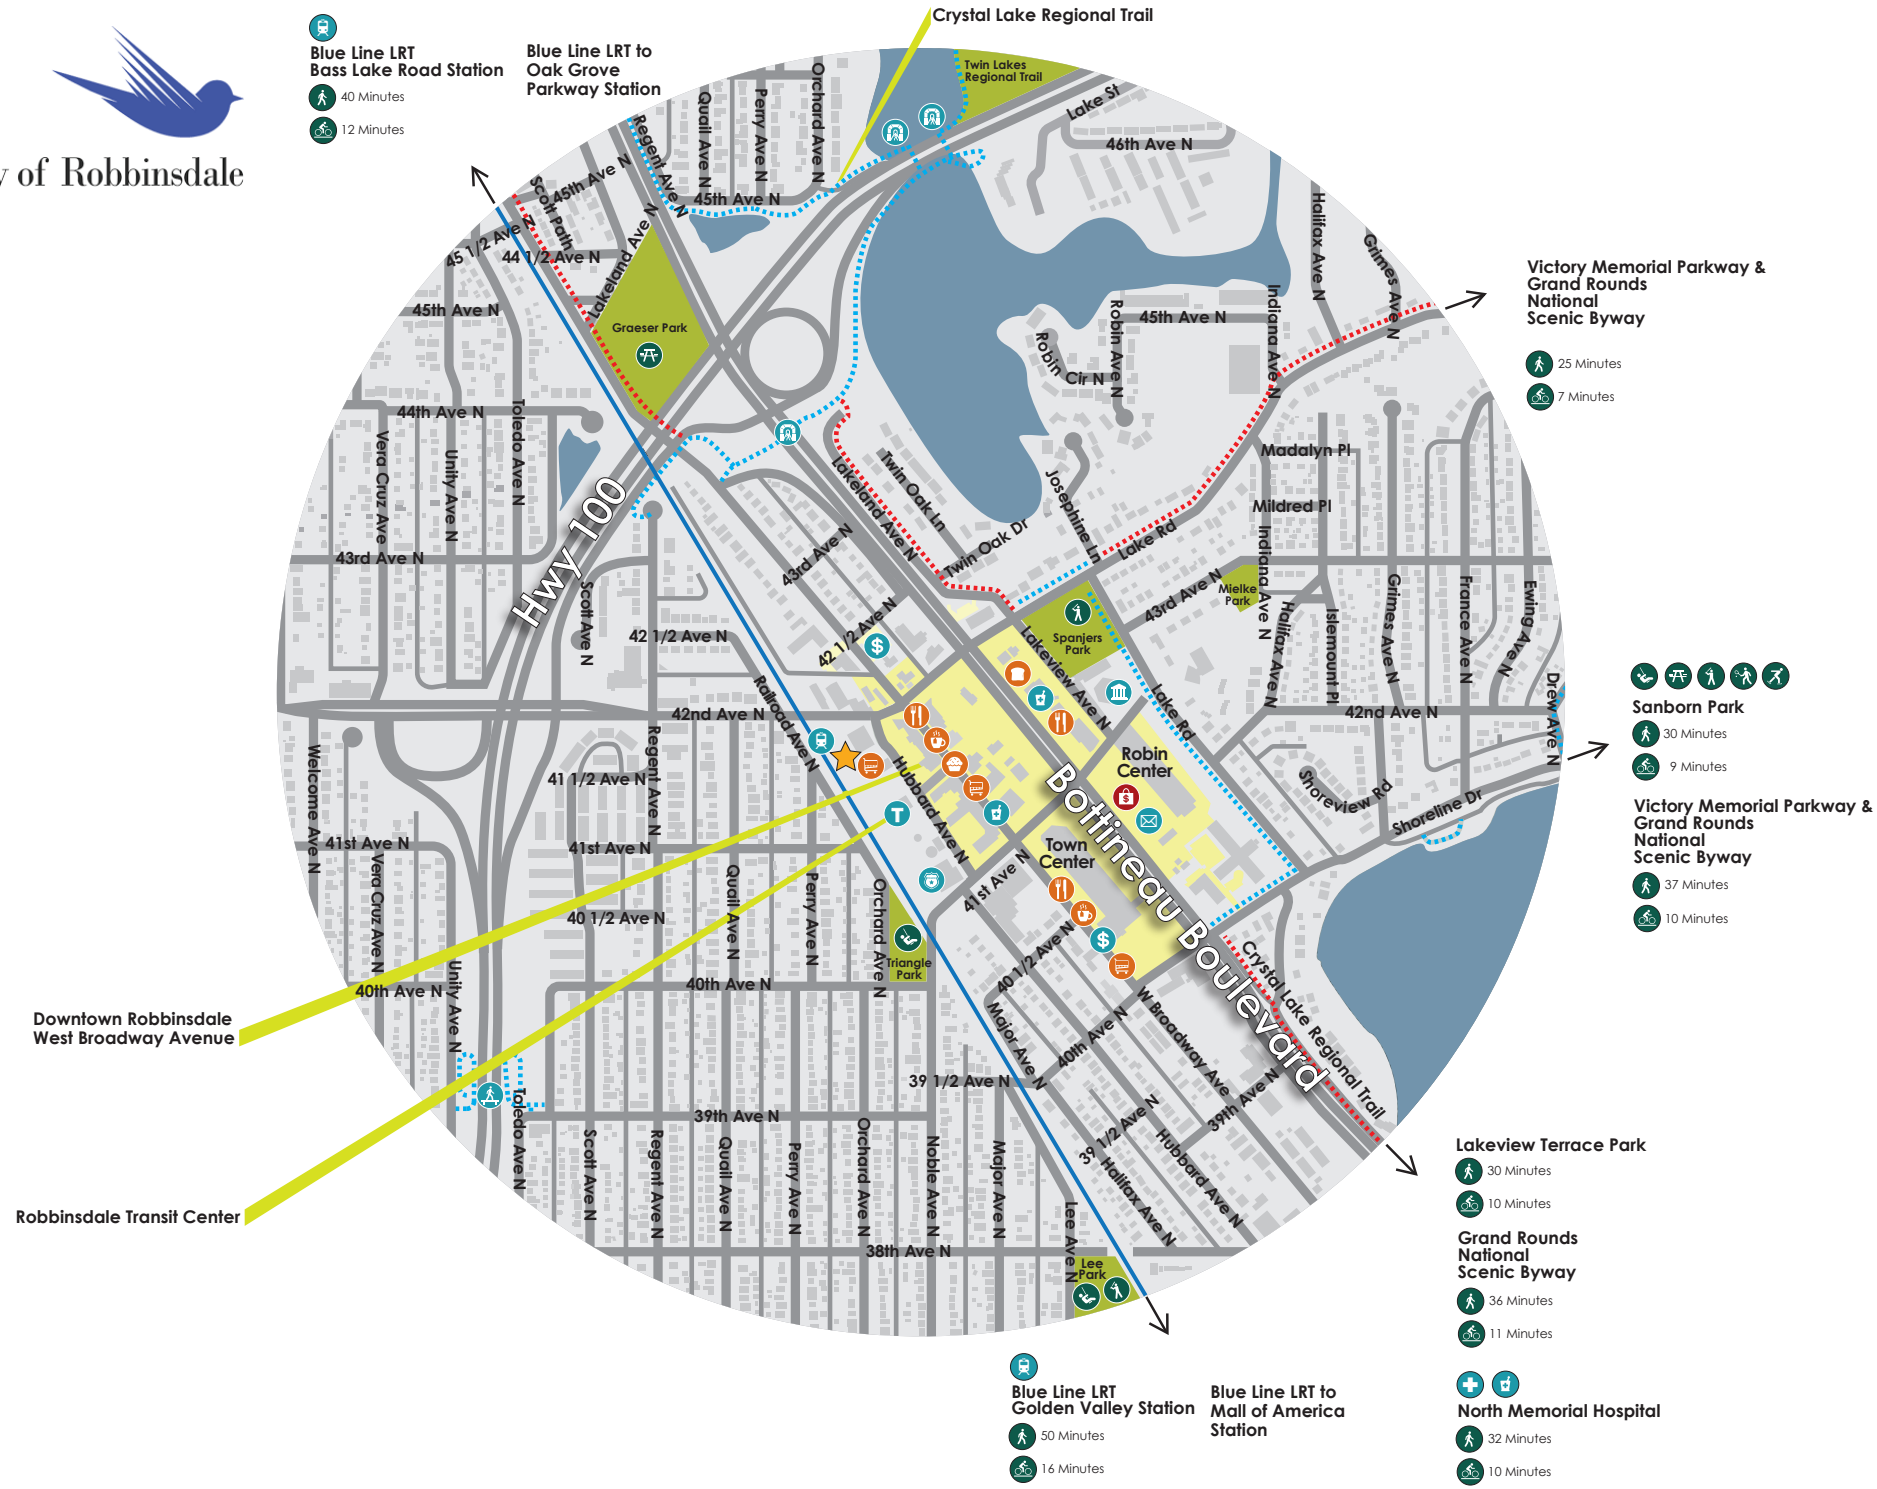 y of Robbinsdale
Blue Line LRT
Bass Lake Road Station
40 Minutes
12 Minutes
Blue Line LRT to
Oak Grove
Parkway Station
Crystal Lake Regional Trail
Twin Lakes
Regional Trail
Lake St
46th Ave N
Orchard Ave N
Perry Ave N
Quail Ave N
Regent Ave N
45th Ave N
45th Ave N
Scott Path
45 1/2 Ave N
44 1/2 Ave N
Lakeland Ave N
Halifax Ave N
Grimes Ave N
Victory Memorial Parkway &
Grand Rounds
National
Scenic Byway
25 Minutes
7 Minutes
45th Ave N
Graeser Park
Robin Ave N
45th Ave N
Indiana Ave N
Robin
Cir N
44th Ave N
Toledo Ave N
Vera Cruz Ave N
Unity Ave N
Hwy 100
43rd Ave N
Lakeland Ave N
Twin Oak Ln
Twin Oak Dr
Josephine Ln
Lake Rd
Madalyn Pl
Mildred Pl
Indiana Ave N
43rd Ave N
43rd Ave N
Mielke
Park
Scott Ave N
42 1/2 Ave N
42 1/2 Ave N
Spanjers
Park
Lakeview Ave N
Halifax Ave N
Islemount Pl
Grimes Ave N
France Ave N
Ewing Ave N
Drew Ave N
Sanborn Park
30 Minutes
9 Minutes
Railroad Ave N
42nd Ave N
Lake Rd
42nd Ave N
Regent Ave N
Welcome Ave N
41 1/2 Ave N
Hubbard Ave N
T
Robin
Center
Bottineau Boulevard
Shoreview Rd
Shoreline Dr
Victory Memorial Parkway &
Grand Rounds
National
Scenic Byway
37 Minutes
10 Minutes
41st Ave N
Vera Cruz Ave N
41st Ave N
Quail Ave N
Perry Ave N
Orchard Ave N
41st Ave N
Town
Center
40 1/2 Ave N
Triangle
Park
40 1/2 Ave N
Crystal Lake Regional Trail
40th Ave N
Unity Ave N
40th Ave N
Major Ave N
W Broadway Ave
40th Ave N
Downtown Robbinsdale
West Broadway Avenue
39 1/2 Ave N
39th Ave N
39th Ave N
39 1/2 Ave N
Toledo Ave N
Scott Ave N
Regent Ave N
Quail Ave N
Perry Ave N
Orchard Ave N
Noble Ave N
Major Ave N
Halifax Ave N
Hubbard Ave N
Lee Ave N
Robbinsdale Transit Center
38th Ave N
Lee
Park
Lakeview Terrace Park
30 Minutes
10 Minutes
Grand Rounds
National
Scenic Byway
36 Minutes
11 Minutes
Blue Line LRT
Golden Valley Station
50 Minutes
16 Minutes
Blue Line LRT to
Mall of America
Station
North Memorial Hospital
32 Minutes
10 Minutes